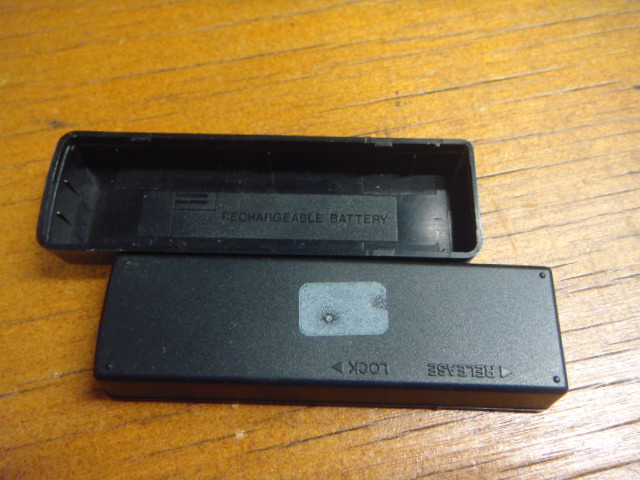 RECHARGEABLE BATTERY
LOCK ▷
◁ RELEASE